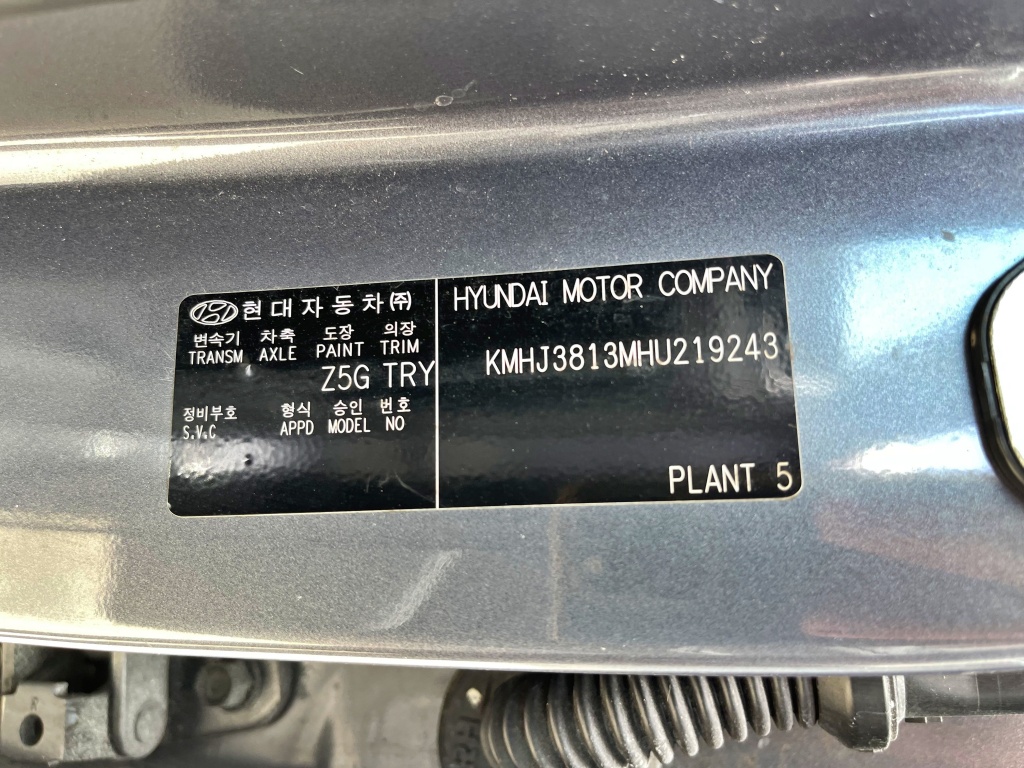 현대자동차㈜
변속기 차축 도장 의장
TRANSM AXLE PAINT TRIM
Z5G TRY
정비부호 형식 승인 번호
S.V.C APPD MODEL NO
HYUNDAI MOTOR COMPANY
KMHJ3813MHU219243
PLANT 5